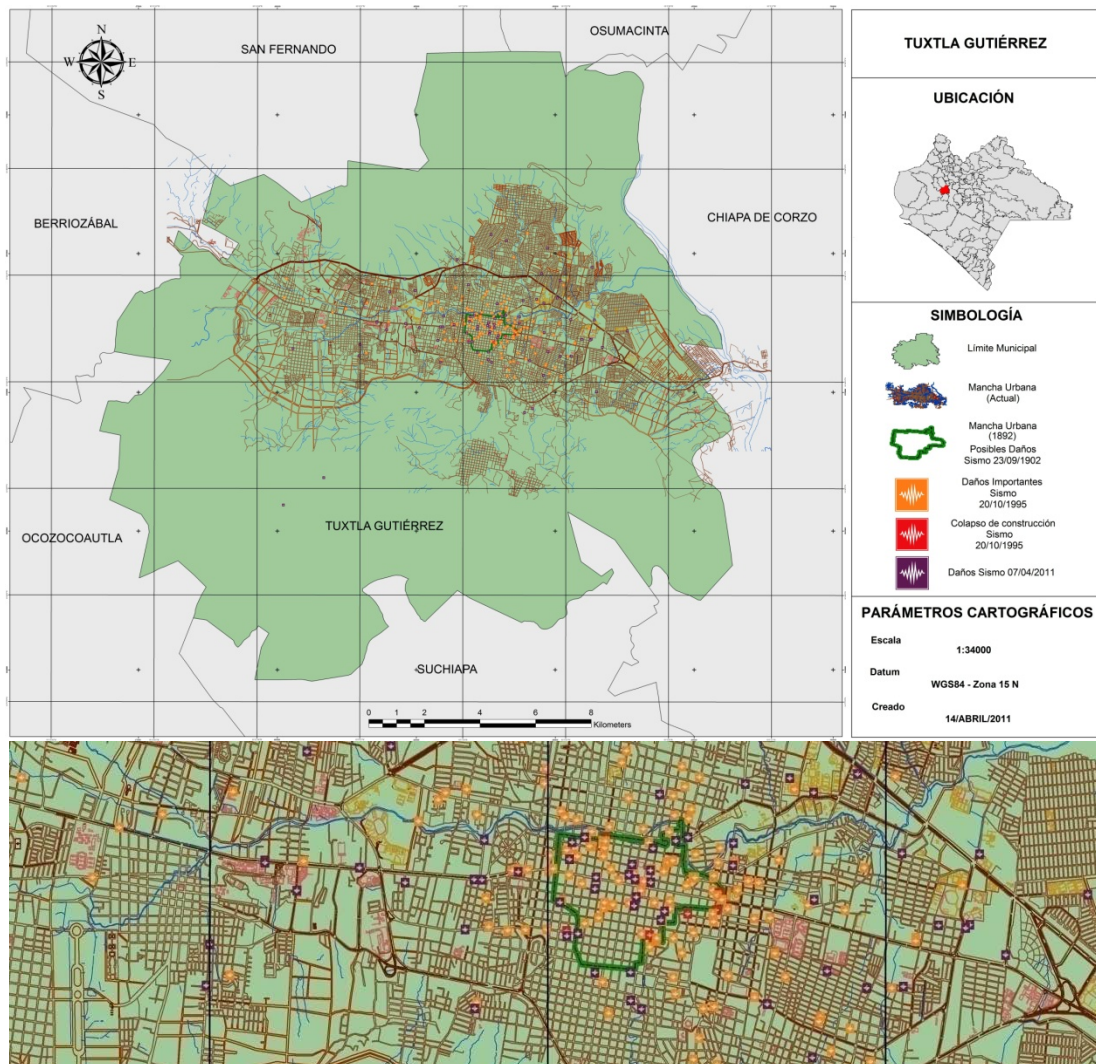 N
W E
S
SAN FERNANDO
OSUMACINTA
BERRIOZÁBAL
CHIAPA DE CORZO
OCOZOCOAUTLA
TUXTLA GUTIÉRREZ
SUCHIAPA
0 1 2 4 6 8
Kilometers
TUXTLA GUTIÉRREZ
UBICACIÓN
SIMBOLOGÍA
Límite Municipal
Mancha Urbana
(Actual)
Mancha Urbana
(1892)
Posibles Daños
Sismo 23/09/1902
Daños Importantes
Sismo
20/10/1995
Colapso de construcción
Sismo
20/10/1995
Daños Sismo 07/04/2011
PARÁMETROS CARTOGRÁFICOS
Escala
1:34000
Datum
WGS84 - Zona 15 N
Creado
14/ABRIL/2011